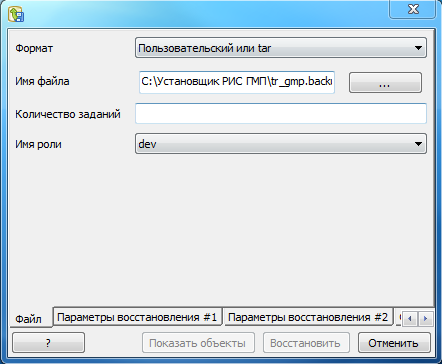 Формат Пользовательский или tar
Имя файла C:\Установщик РИС ГМП\tr_gmp.back ...
Количество заданий
Имя роли dev
Файл Параметры восстановления #1 Параметры восстановления #2
? Показать объекты Восстановить Отменить